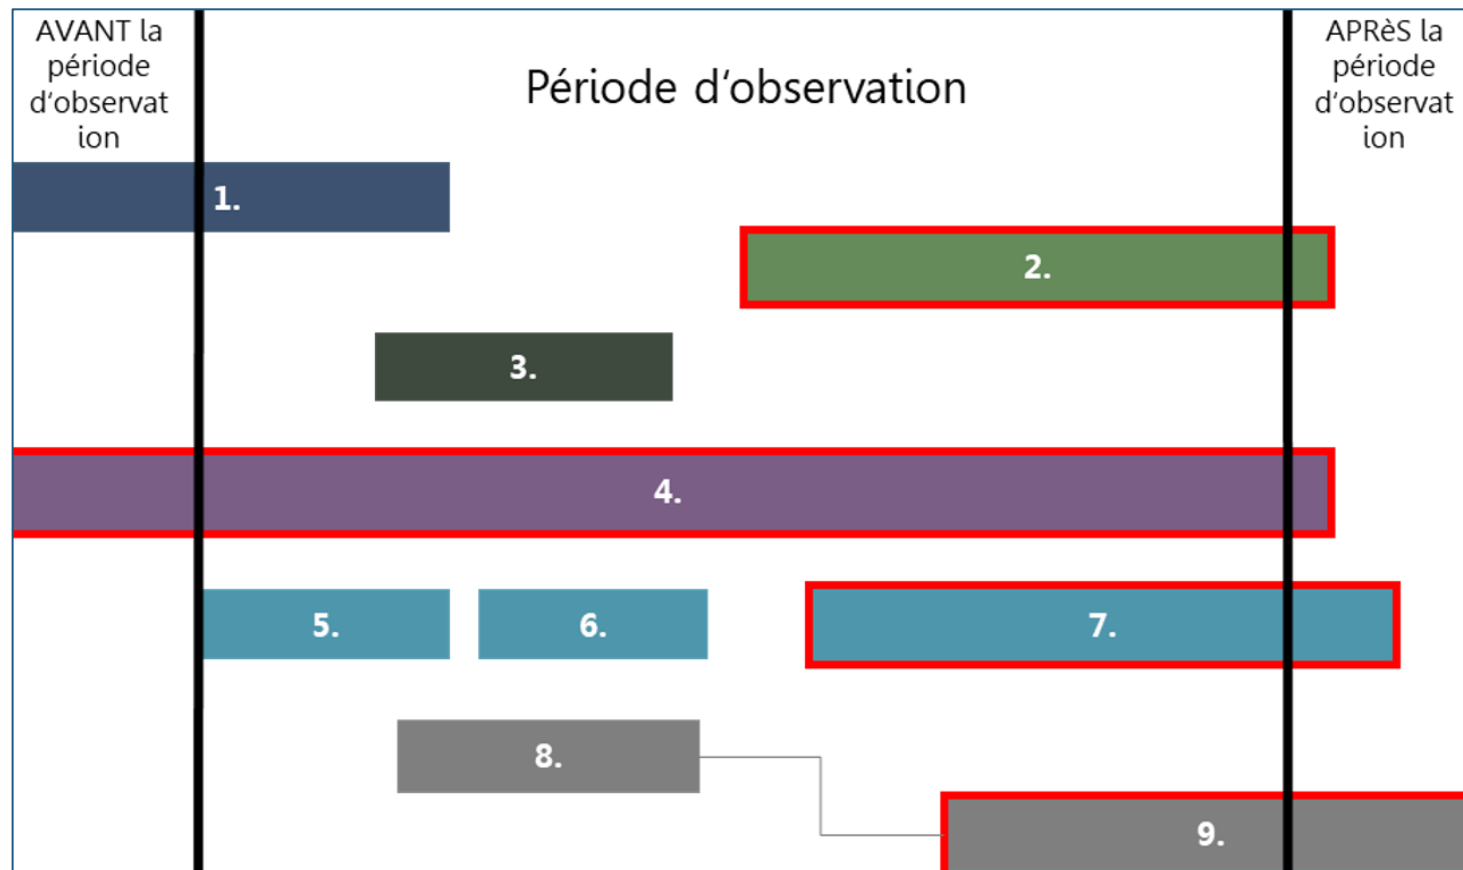 AVANT la
période
d‘observat
ion
Période d‘observation
APRèS la
période
d‘observat
ion
1.
2.
3.
4.
5.
6.
7.
8.
9.